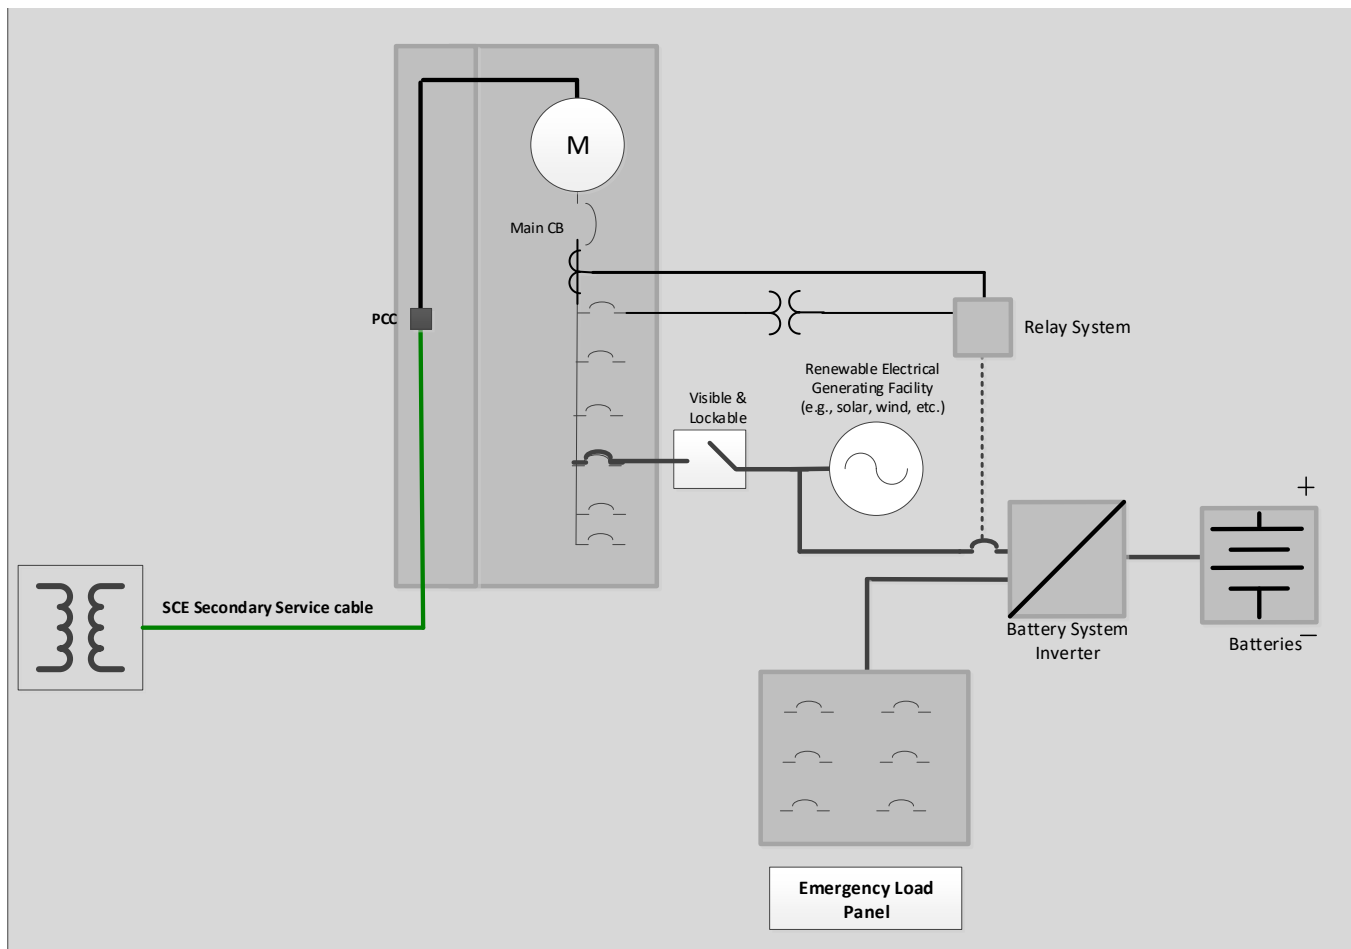 M
Main CB
PCC
Relay System
Renewable Electrical
Generating Facility
(e.g., solar, wind, etc.)
Visible &
Lockable
+
SCE Secondary Service cable
Battery System
Inverter
Batteries
–
Emergency Load
Panel